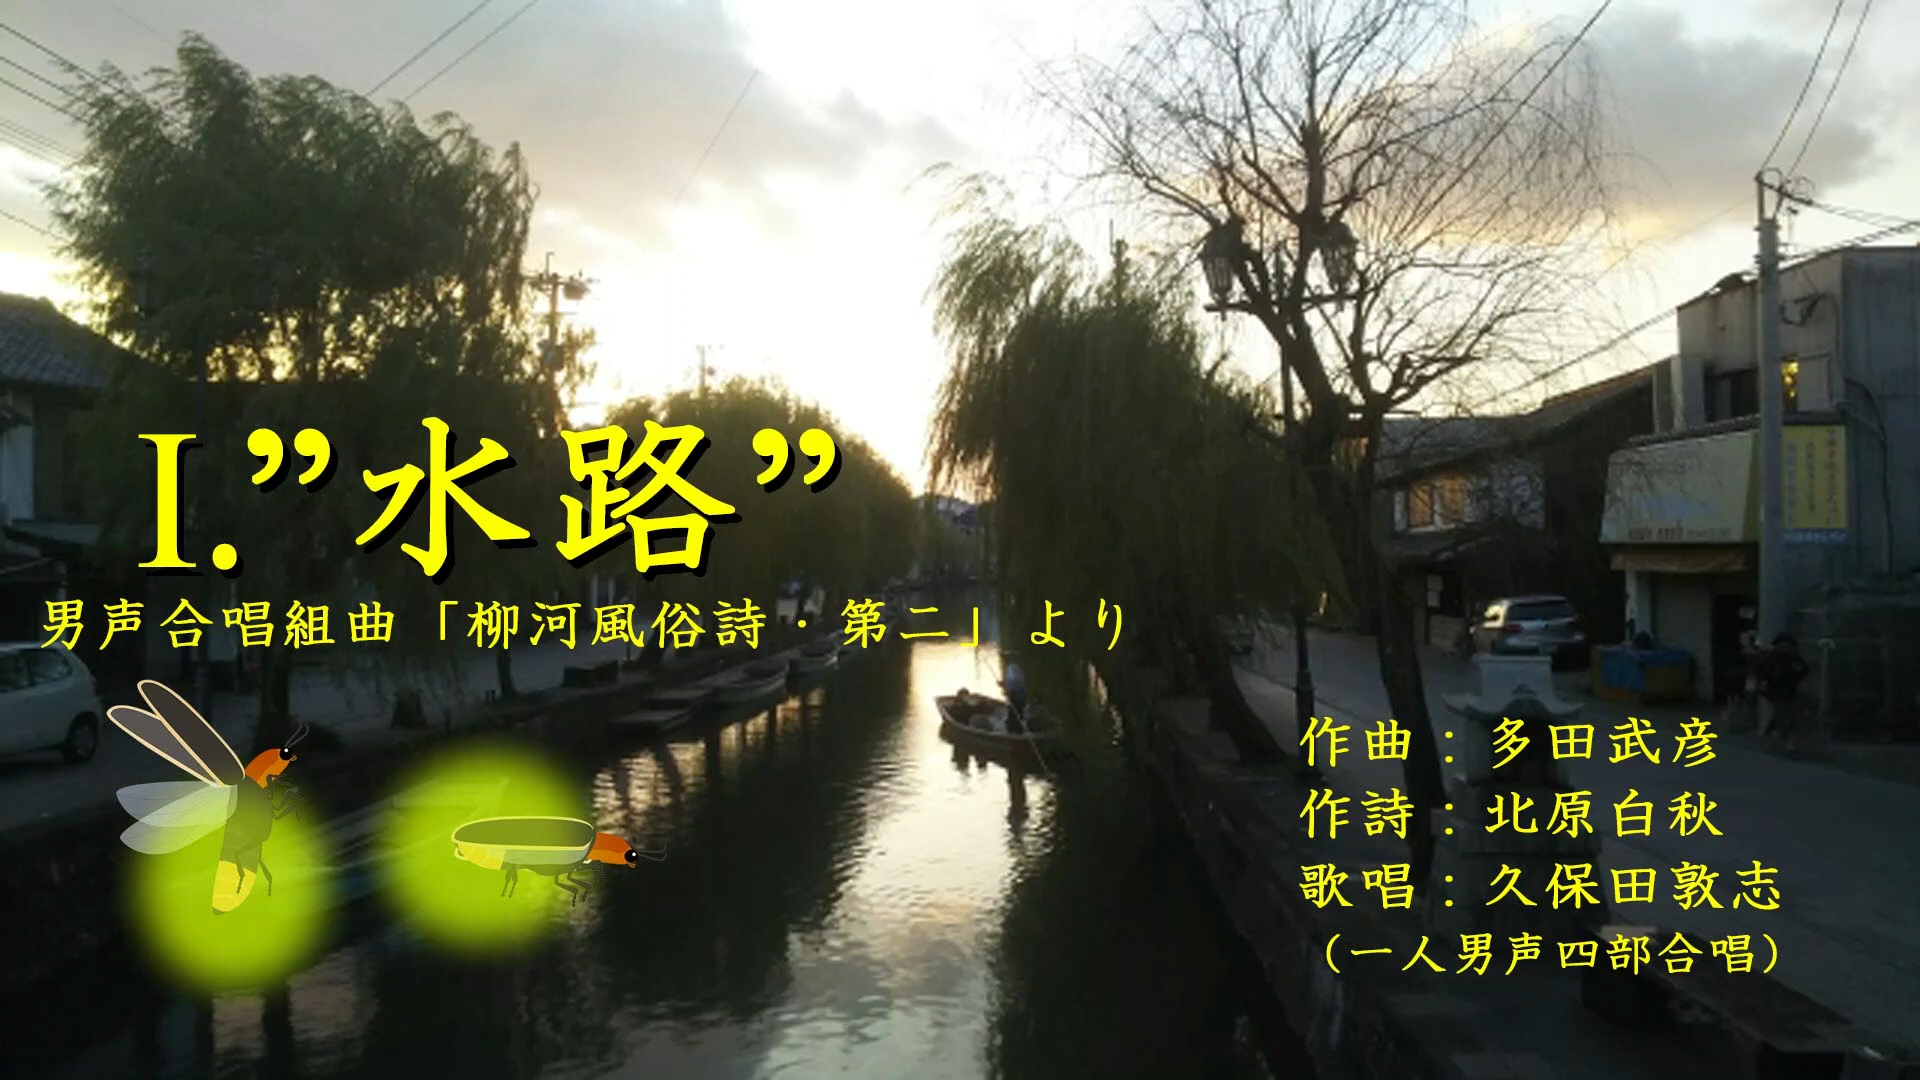 I.”水路”
男声合唱組曲「柳河風俗詩・第二」より
作曲：多田武彦
作詩：北原白秋
歌唱：久保田敦志
（一人男声四部合唱）